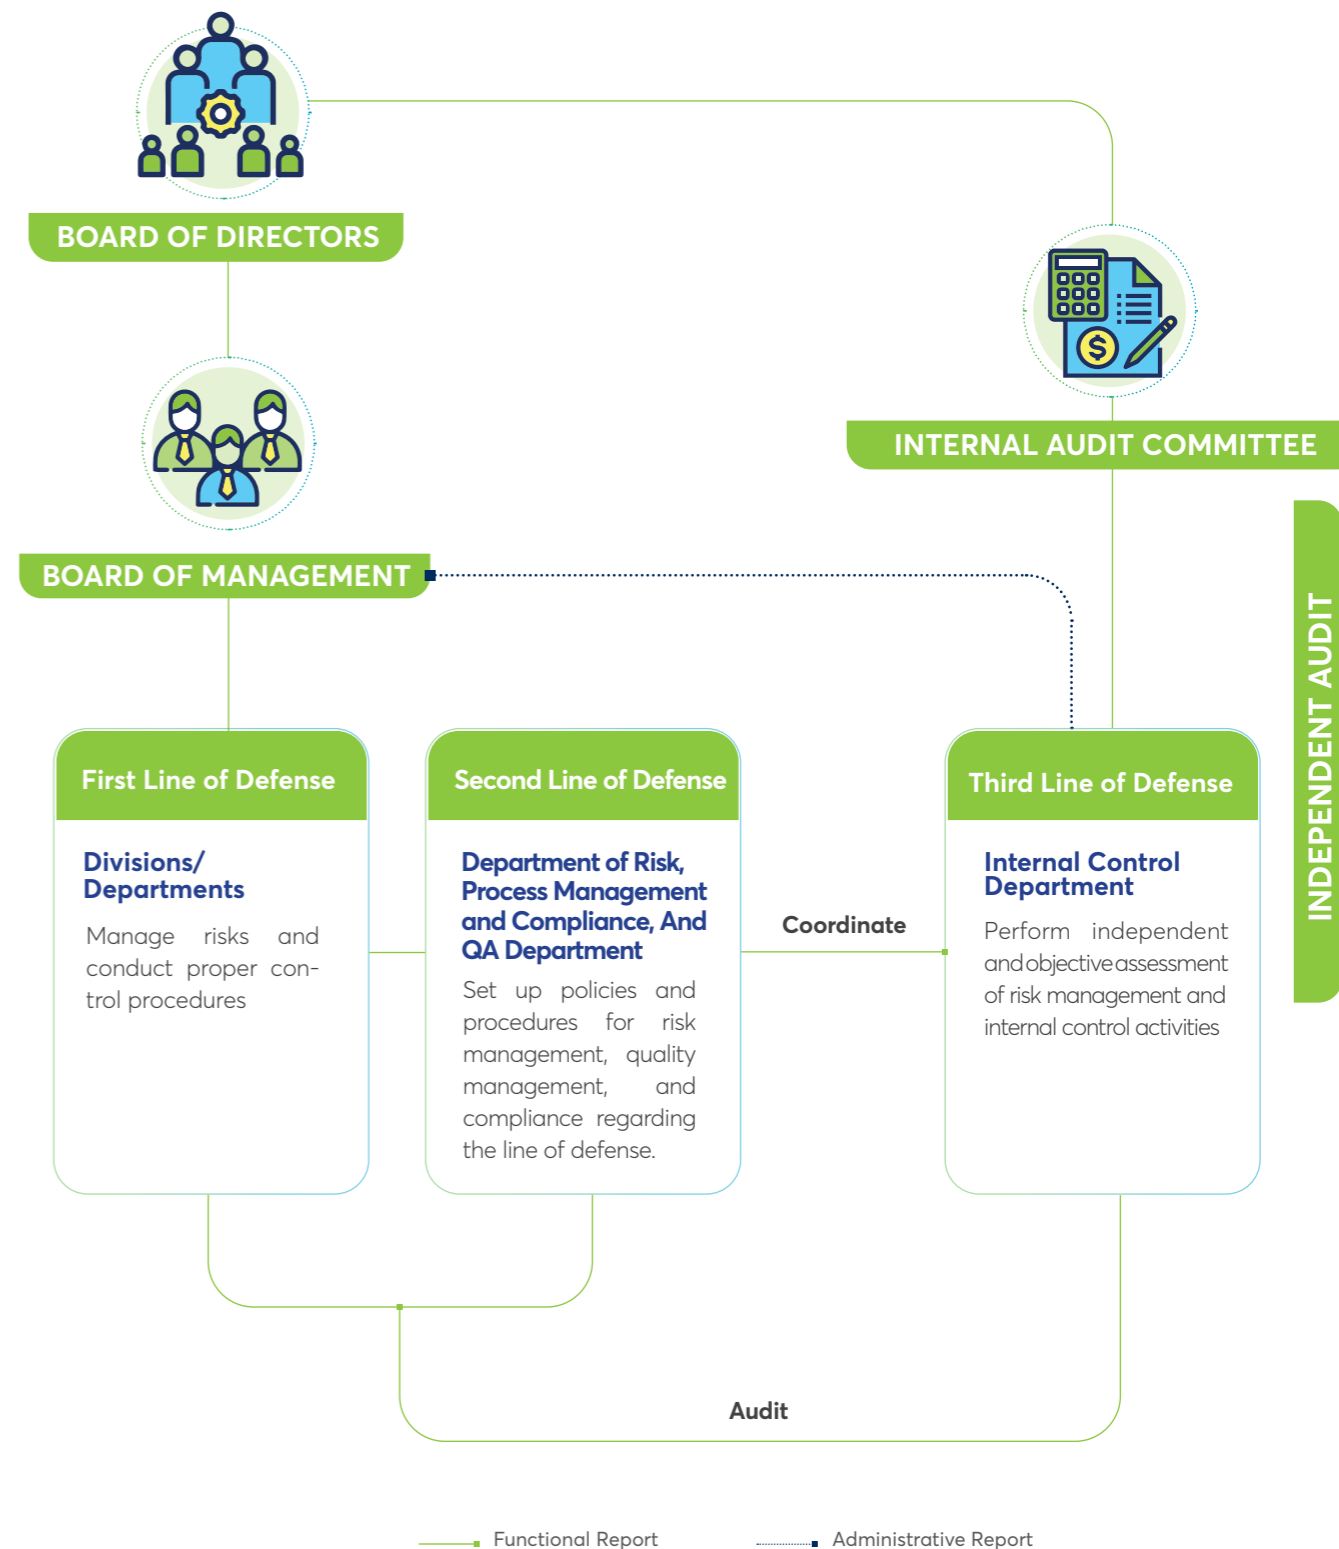 BOARD OF DIRECTORS
INTERNAL AUDIT COMMITTEE
BOARD OF MANAGEMENT
INDEPENDENT AUDIT
First Line of Defense
Divisions/
Departments
Manage risks and
conduct proper con-
trol procedures
Second Line of Defense
Department of Risk,
Process Management
and Compliance, And
QA Department
Set up policies and
procedures for risk
management, quality
management, and
compliance regarding
the line of defense.
Coordinate
Third Line of Defense
Internal Control
Department
Perform independent
and objective assessment
of risk management and
internal control activities
Audit
Functional Report
Administrative Report